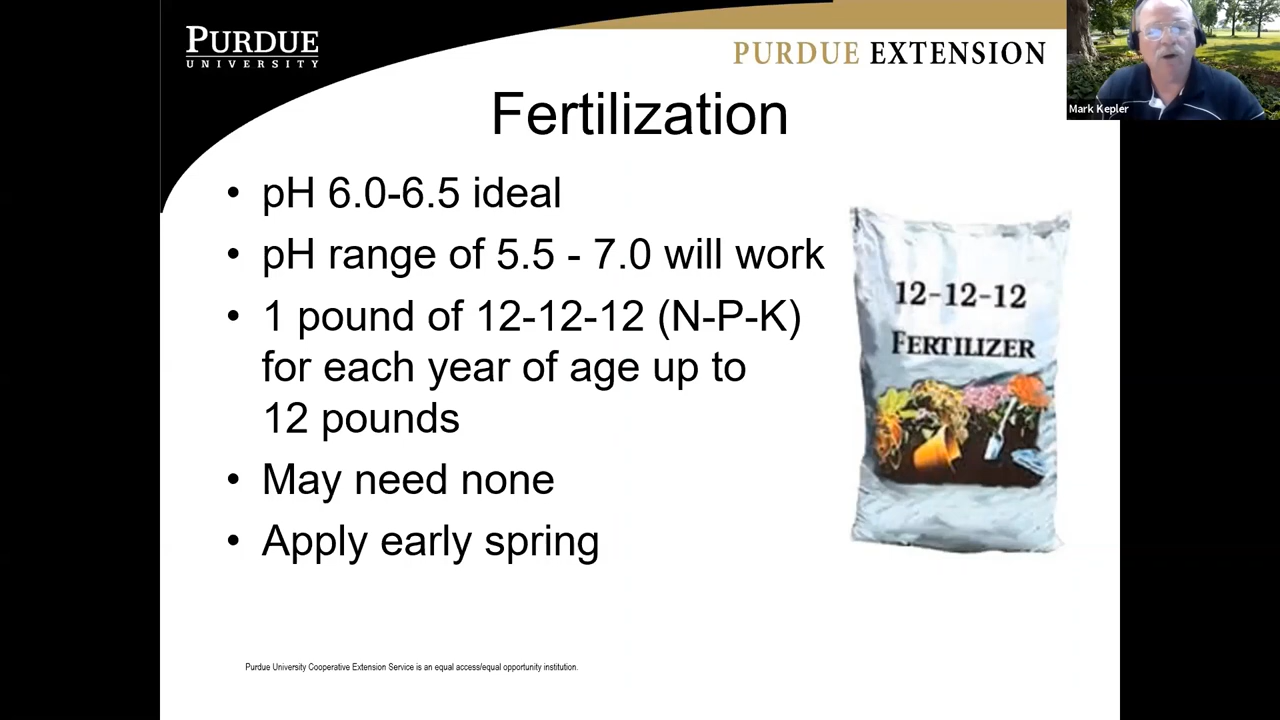 PURDUE
UNIVERSITY
PURDUE EXTENSION
Mark Kepler
Fertilization
• pH 6.0-6.5 ideal
• pH range of 5.5 - 7.0 will work
• 1 pound of 12-12-12 (N-P-K)
for each year of age up to
12 pounds
• May need none
• Apply early spring
12-12-12
FERTILIZER
Purdue University Cooperative Extension Service is an equal access/equal opportunity institution.